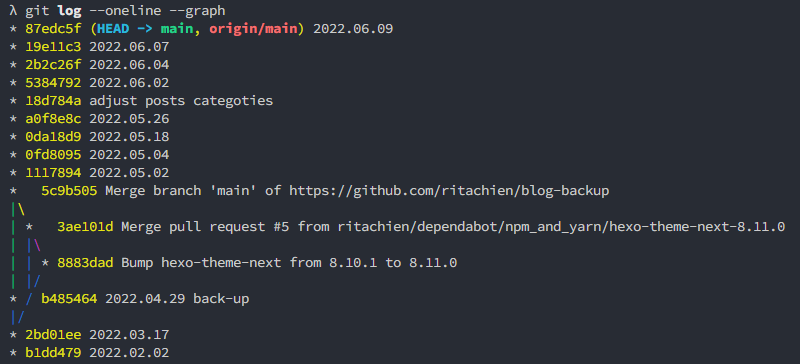 λ git log --oneline --graph
* 87edc5f (HEAD -> main, origin/main) 2022.06.09
* 19e11c3 2022.06.07
* 2b2c26f 2022.06.04
* 5384792 2022.06.02
* 18d784a adjust posts categoties
* a0f8e8c 2022.05.26
* 0da18d9 2022.05.18
* 0fd8095 2022.05.04
* 1117894 2022.05.02
*   5c9b505 Merge branch 'main' of https://github.com/ritachien/blog-backup
|\
| *   3ae101d Merge pull request #5 from ritachien/dependabot/npm_and_yarn/hexo-theme-next-8.11.0
| |\
| | * 8883dad Bump hexo-theme-next from 8.10.1 to 8.11.0
| |/
* / b485464 2022.04.29 back-up
|/
* 2bd01ee 2022.03.17
* b1dd479 2022.02.02